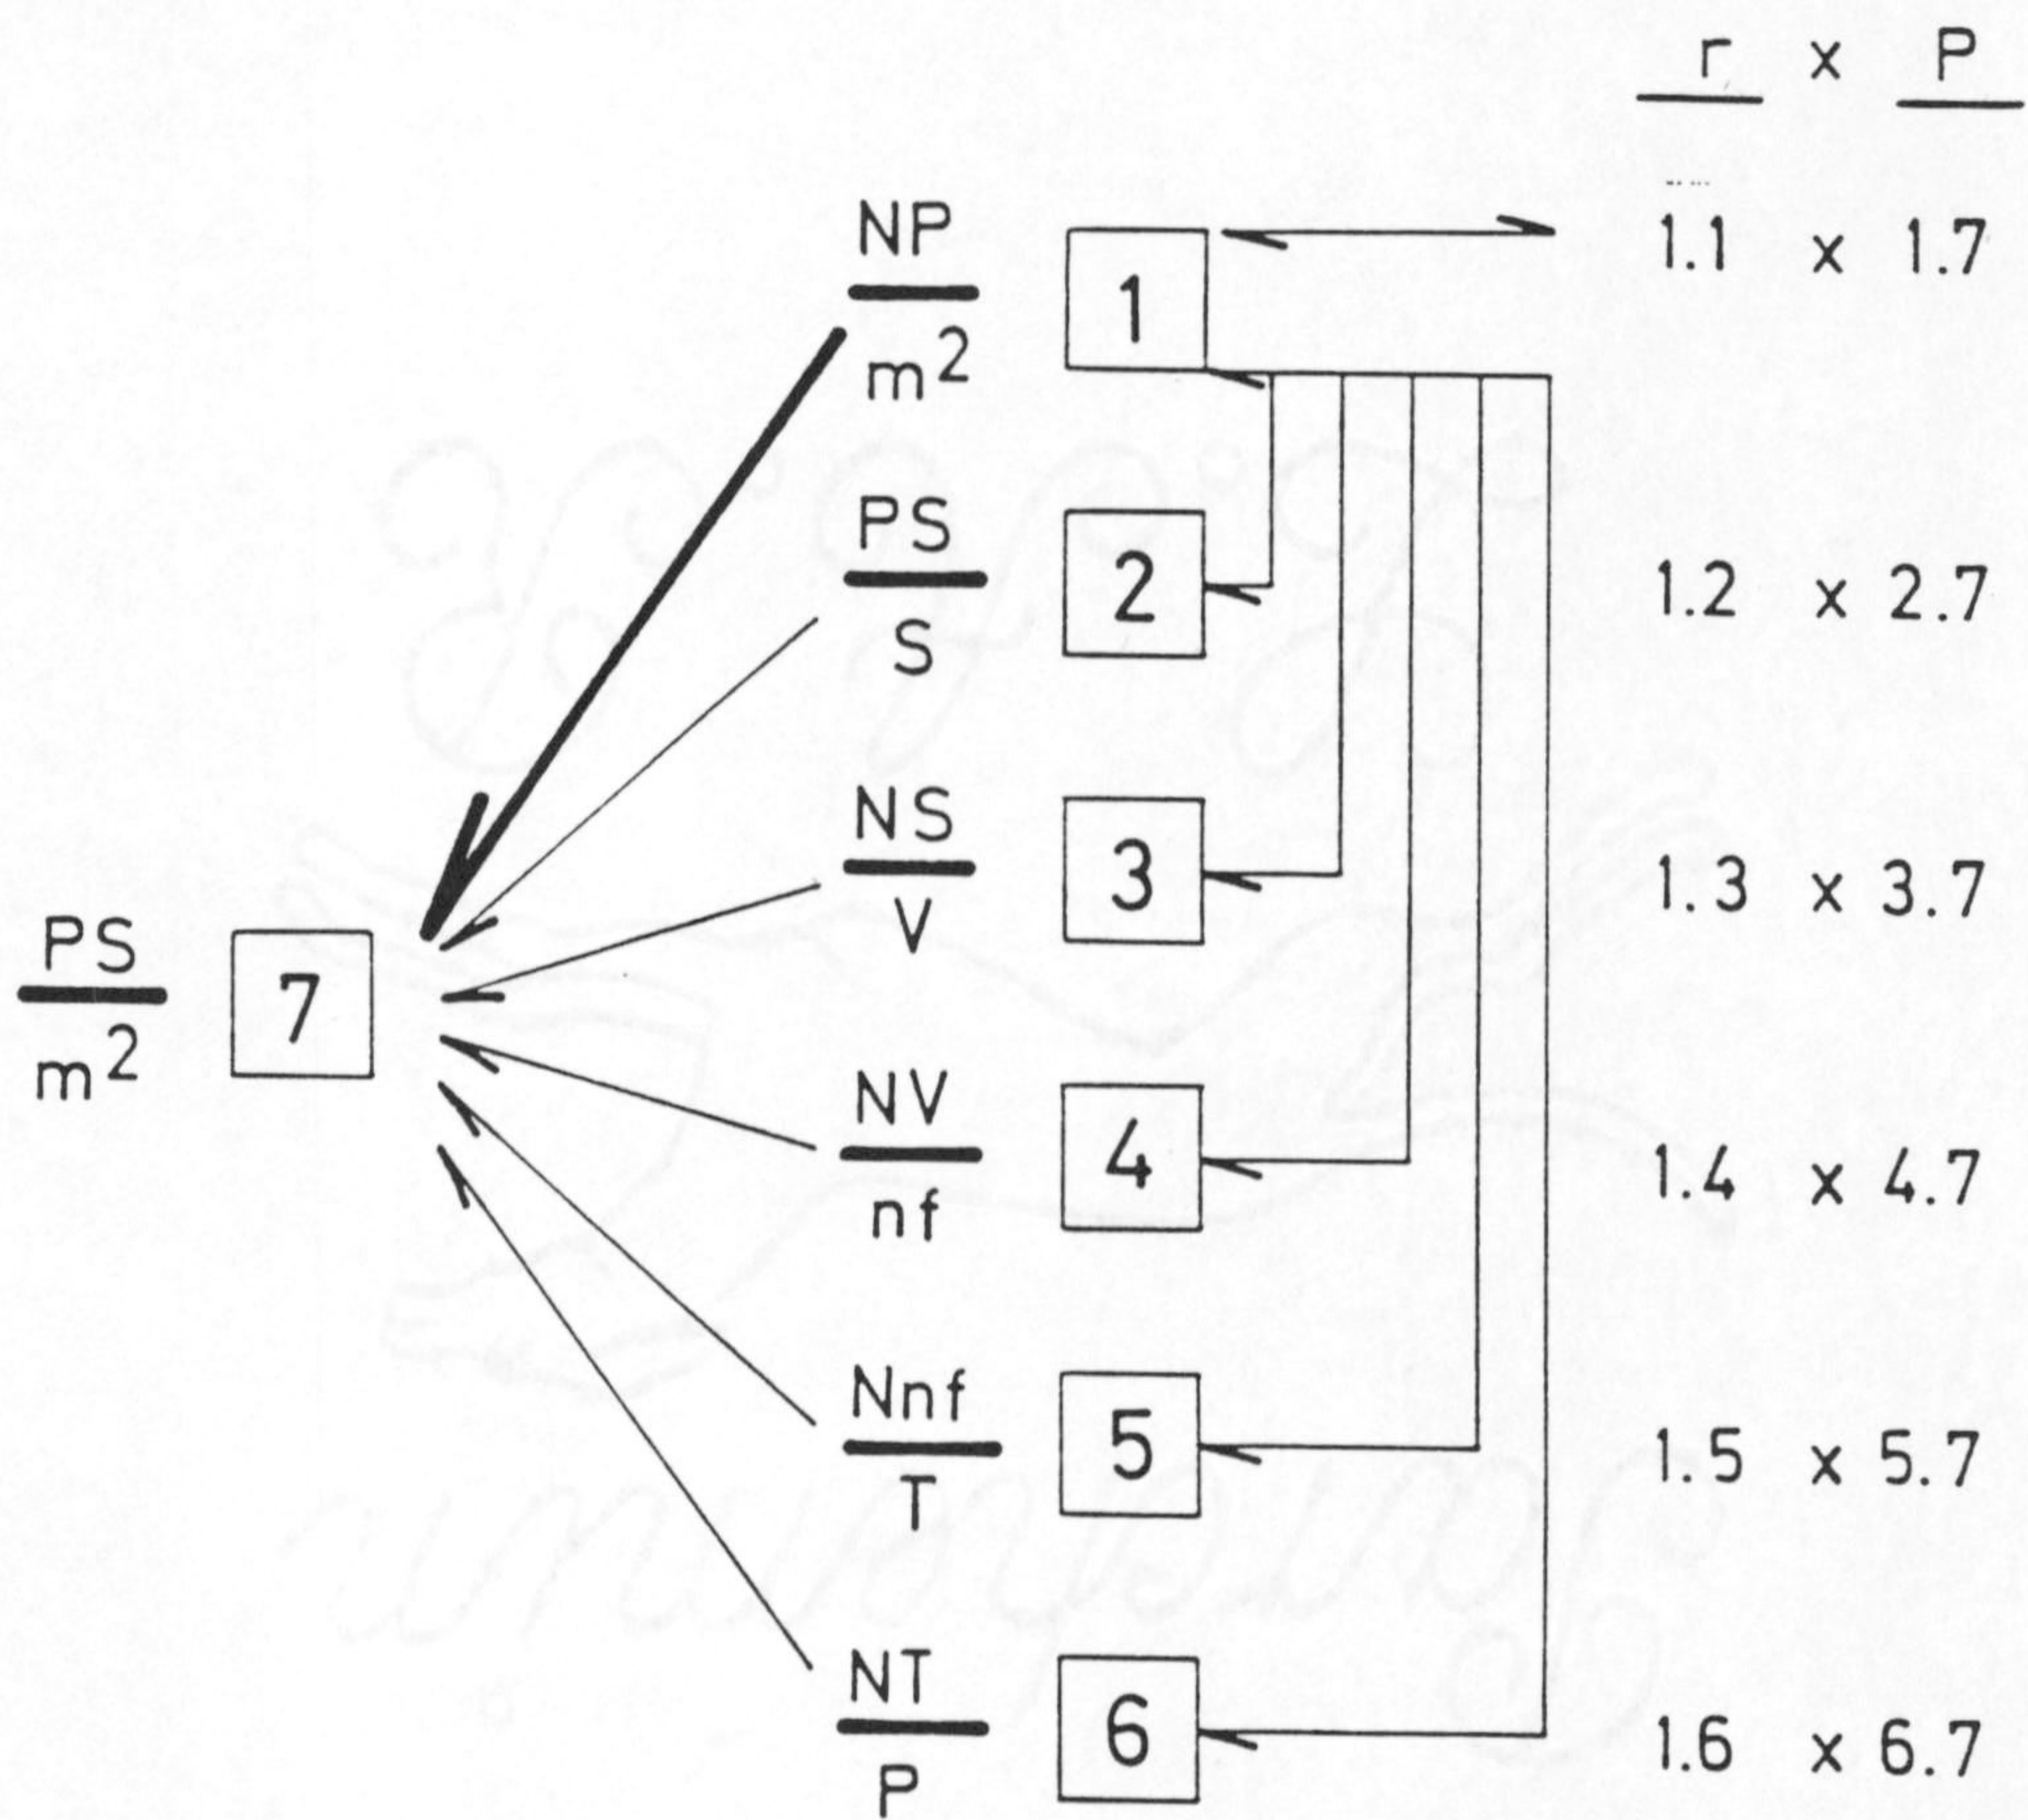 r x P
NP
m²
1
1.1 x 1.7
PS
S
2
1.2 x 2.7
NS
V
3
1.3 x 3.7
PS
m²
7
NV
nf
4
1.4 x 4.7
Nnf
T
5
1.5 x 5.7
NT
P
6
1.6 x 6.7